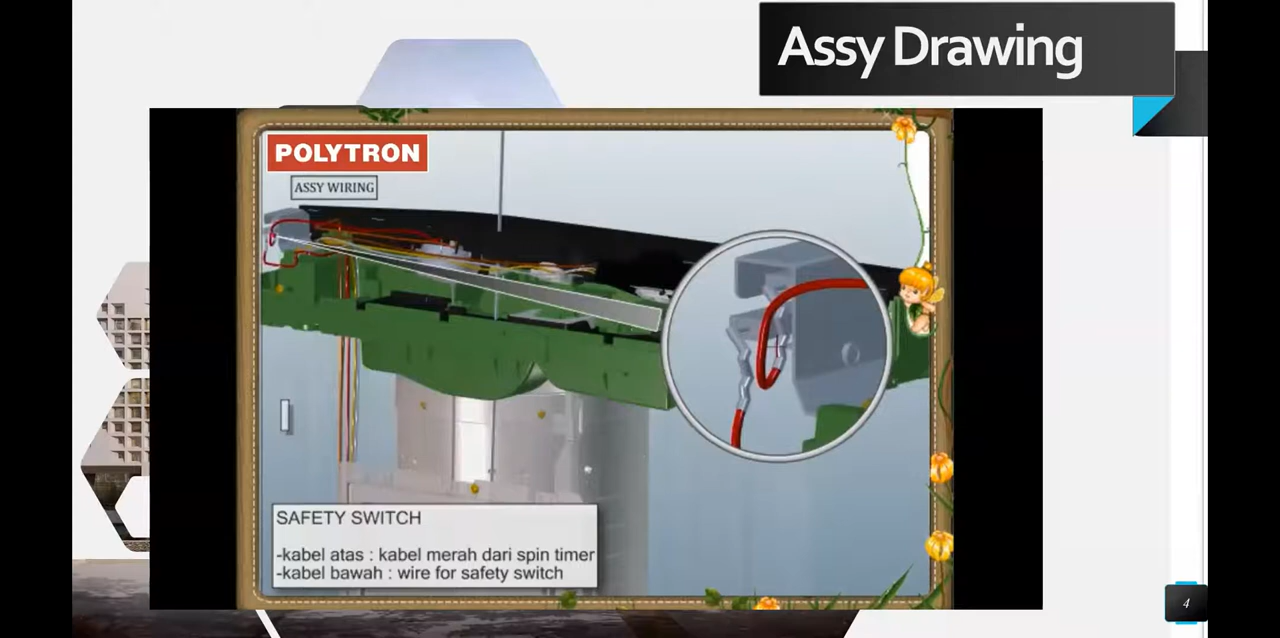 Assy Drawing
POLYTRON
ASSY WIRING
SAFETY SWITCH
-kabel atas : kabel merah dari spin timer
-kabel bawah : wire for safety switch
4